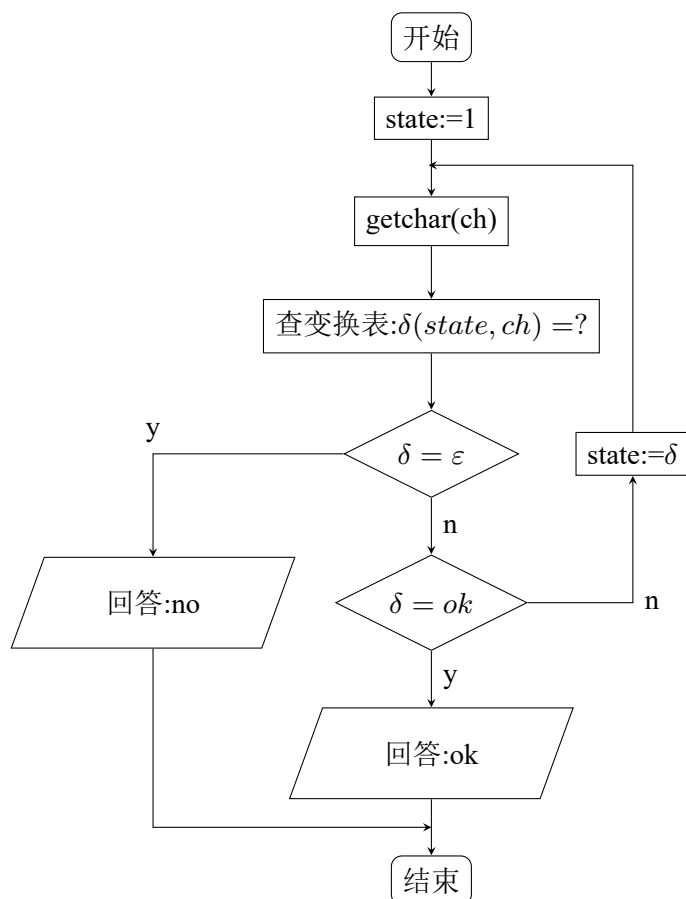 开始
state:=1
getchar(ch)
查变换表:δ(state, ch) =?
y
δ = ε
state:=δ
n
回答:no
δ = ok
n
y
回答:ok
结束